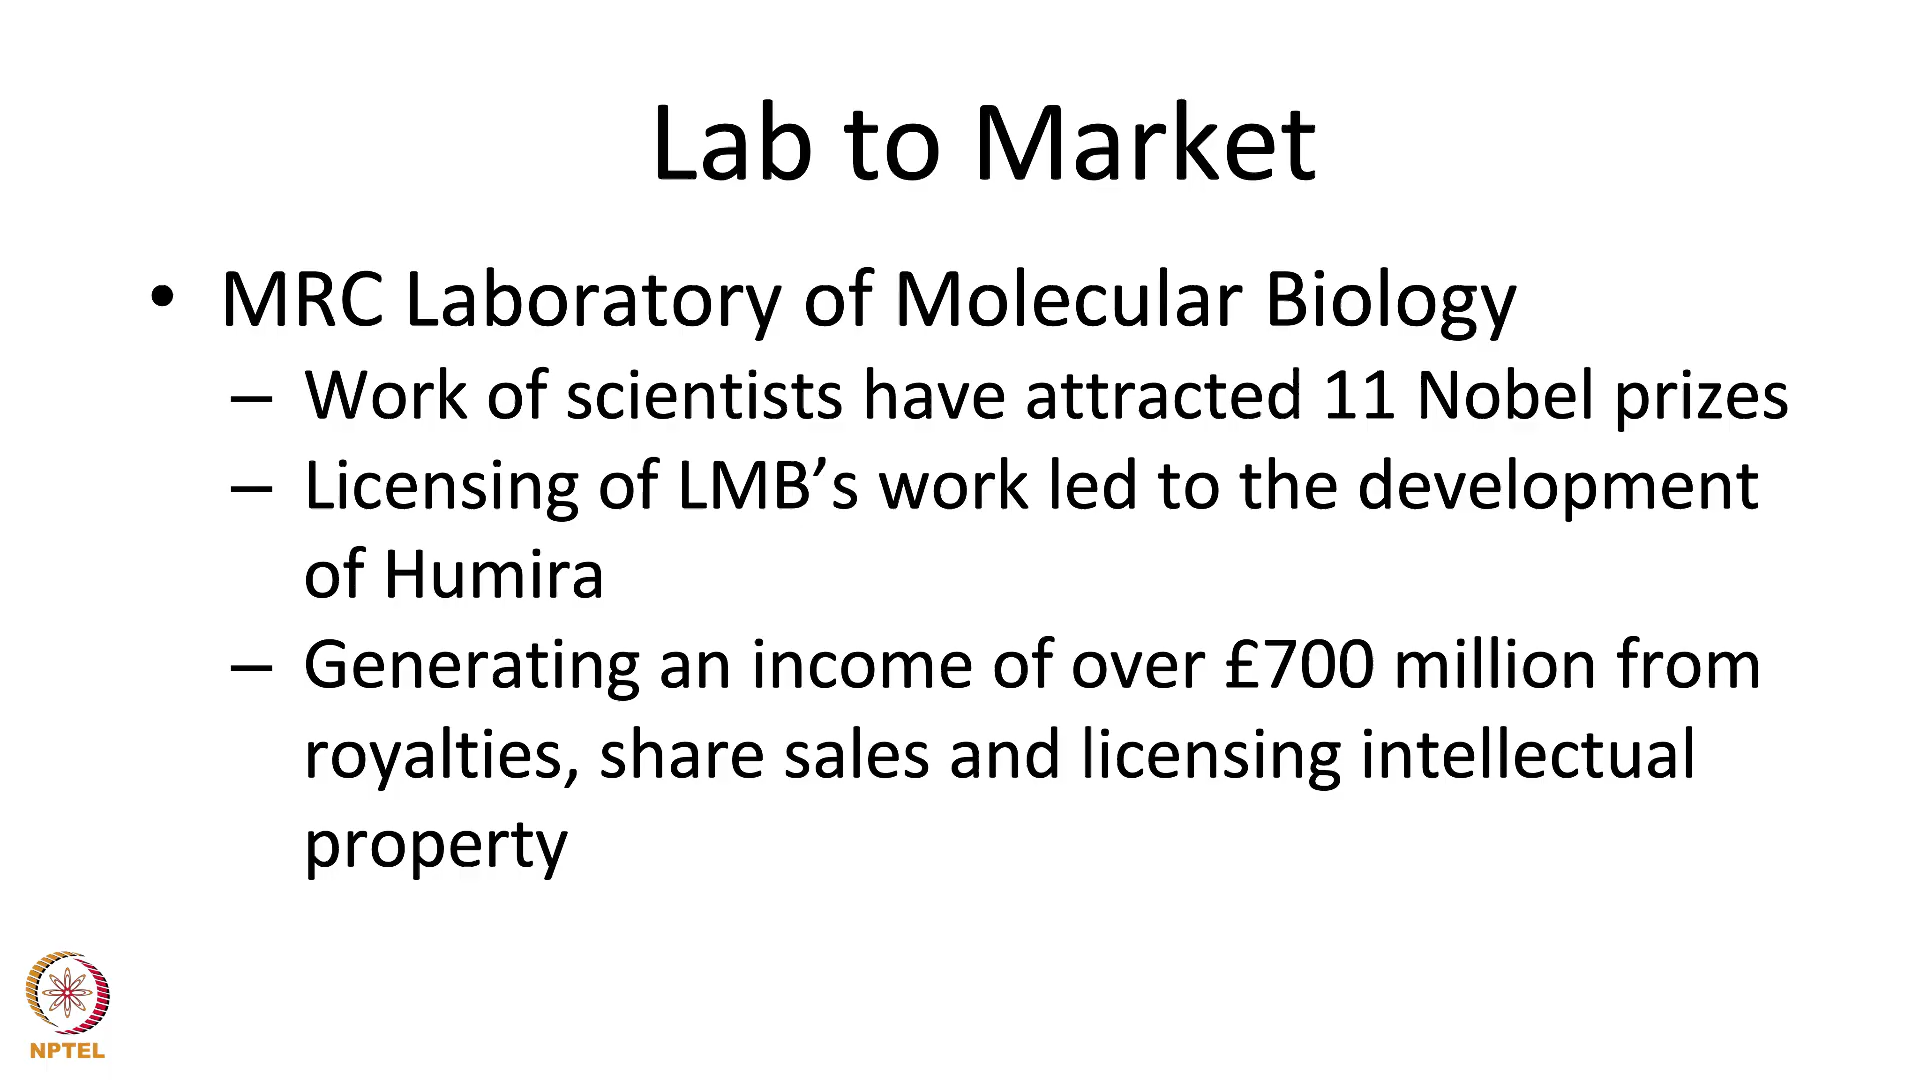 Lab to Market
• MRC Laboratory of Molecular Biology
– Work of scientists have attracted 11 Nobel prizes
– Licensing of LMB’s work led to the development
of Humira
– Generating an income of over £700 million from
royalties, share sales and licensing intellectual
property
NPTEL